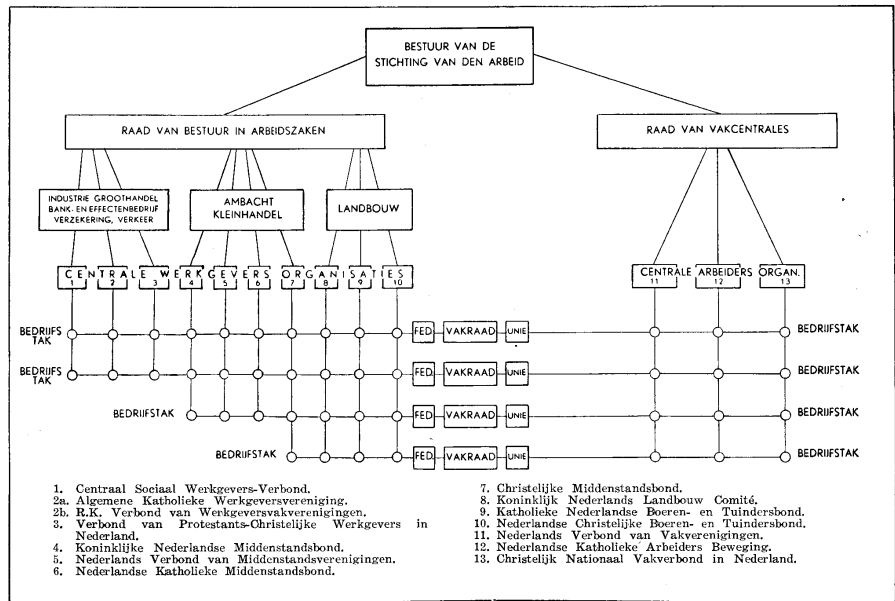 BESTUUR VAN DE
STICHTING VAN DEN ARBEID
RAAD VAN BESTUUR IN ARBEIDSZAKEN
RAAD VAN VAKCENTRALES
INDUSTRIE GROOTHANDEL
BANK- EN EFFECTENBEDRIJF
VERZEKERING, VERKEER
AMBACHT
KLEINHANDEL
LANDBOUW
CENTRALE WERKGEVERS ORGANISATIES
1 2 3 4 5 6 7 8 9 10
CENTRALE ARBEIDERS ORGAN.
11 12 13
BEDRIJFS
TAK
FED. VAKRAAD UNIE BEDRIJFSTAK
BEDRIJFS
TAK
FED. VAKRAAD UNIE BEDRIJFSTAK
BEDRIJFSTAK FED. VAKRAAD UNIE BEDRIJFSTAK
BEDRIJFSTAK FED. VAKRAAD UNIE BEDRIJFSTAK
1. Centraal Sociaal Werkgevers-Verbond.
2a. Algemene Katholieke Werkgeversvereniging.
2b. R.K. Verbond van Werkgeversvakverenigingen.
3. Verbond van Protestants-Christelijke Werkgevers in
Nederland.
4. Koninklijke Nederlandse Middenstandsbond.
5. Nederlands Verbond van Middenstandsverenigingen.
6. Nederlandse Katholieke Middenstandsbond.
7. Christelijke Middenstandsbond.
8. Koninklijk Nederlands Landbouw Comité.
9. Katholieke Nederlandse Boeren- en Tuindersbond.
10. Nederlandse Christelijke Boeren- en Tuindersbond.
11. Nederlands Verbond van Vakverenigingen.
12. Nederlandse Katholieke Arbeiders Beweging.
13. Christelijk Nationaal Vakverbond in Nederland.